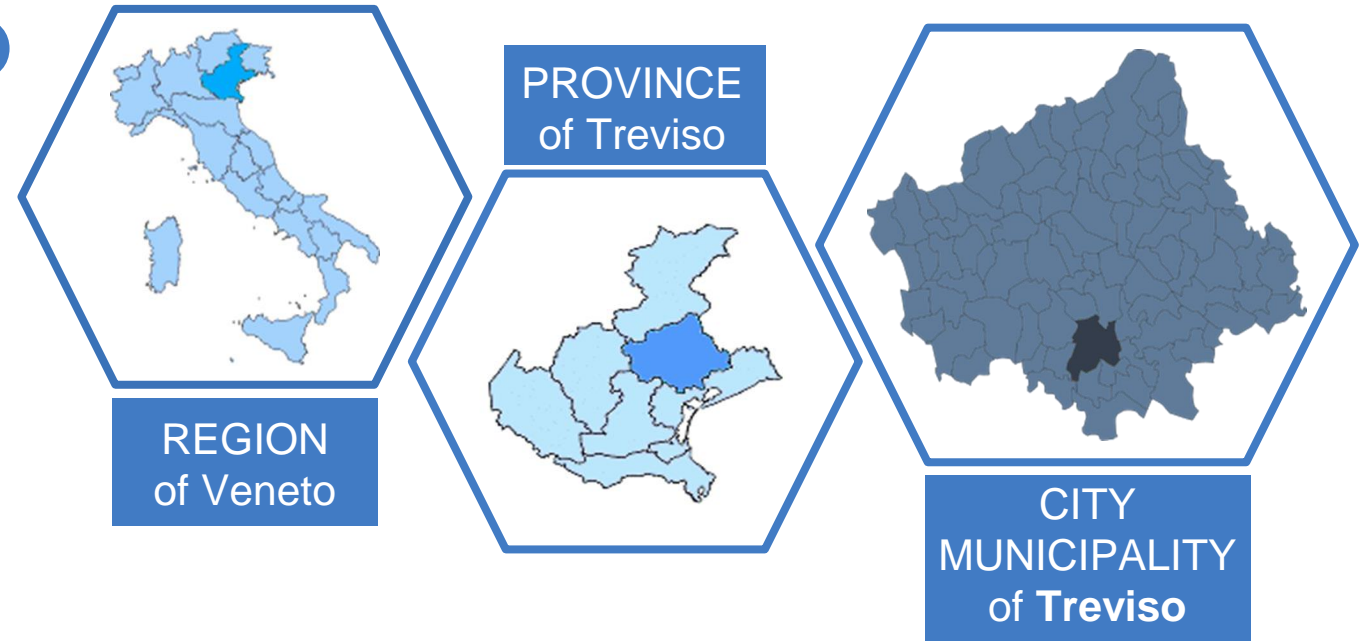 REGION
of Veneto
PROVINCE
of Treviso
CITY
MUNICIPALITY
of Treviso